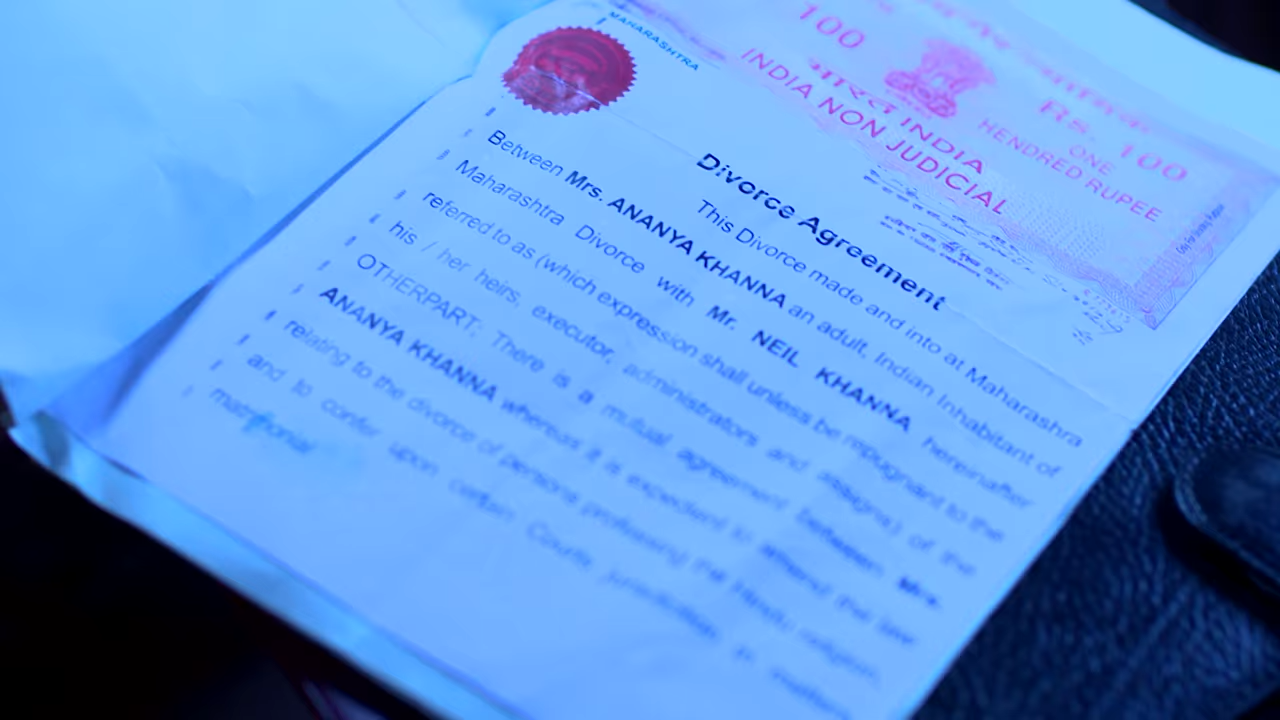 MAHARASHTRA
100
Rs. 100
भारत INDIA
ONE
HENDRED RUPEE
INDIA NON JUDICIAL
Divorce Agreement
This Divorce made and into at Maharashtra
Between Mrs. ANANYA KHANNA an adult, Indian Inhabitant of
Maharashtra Divorce with Mr. NEIL KHANNA hereinafter
referred to as (which expression shall unless be repugnant to the
his / her heirs, executor, administrators and assigns) of the
OTHERPART. There is a mutual agreement between Mrs.
ANANYA KHANNA whereas it is expedient to amend the law
relating to the divorce of persons professing the Hindu religion,
and to confer upon certain Courts jurisdiction in matters
matrimonial